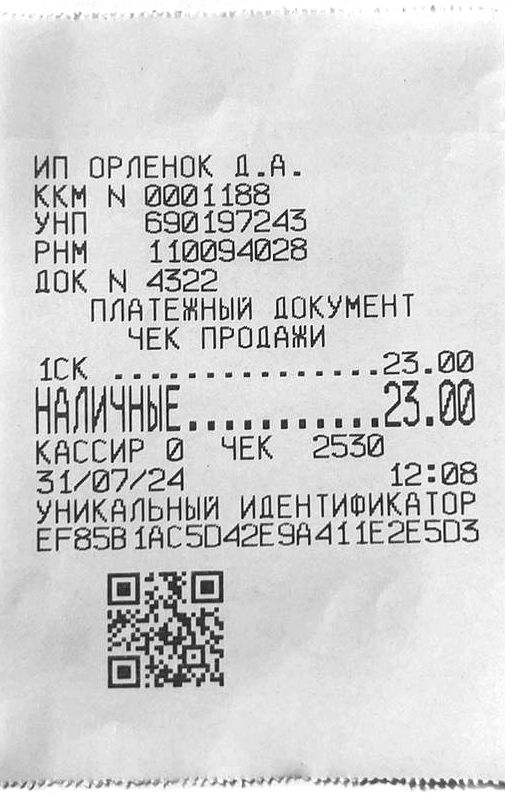 ИП ОРЛЕНОК Д.А.
ККМ N 0001188
УНП 690197243
РНМ 110094028
ДОК N 4322
ПЛАТЕЖНЫЙ ДОКУМЕНТ
ЧЕК ПРОДАЖИ
1СК ...............23.00
НАЛИЧНЫЕ...........23.00
КАССИР 0 ЧЕК 2530
31/07/24 12:08
УНИКАЛЬНЫЙ ИДЕНТИФИКАТОР
EF85B1AC5D42E9A411E2E5D3